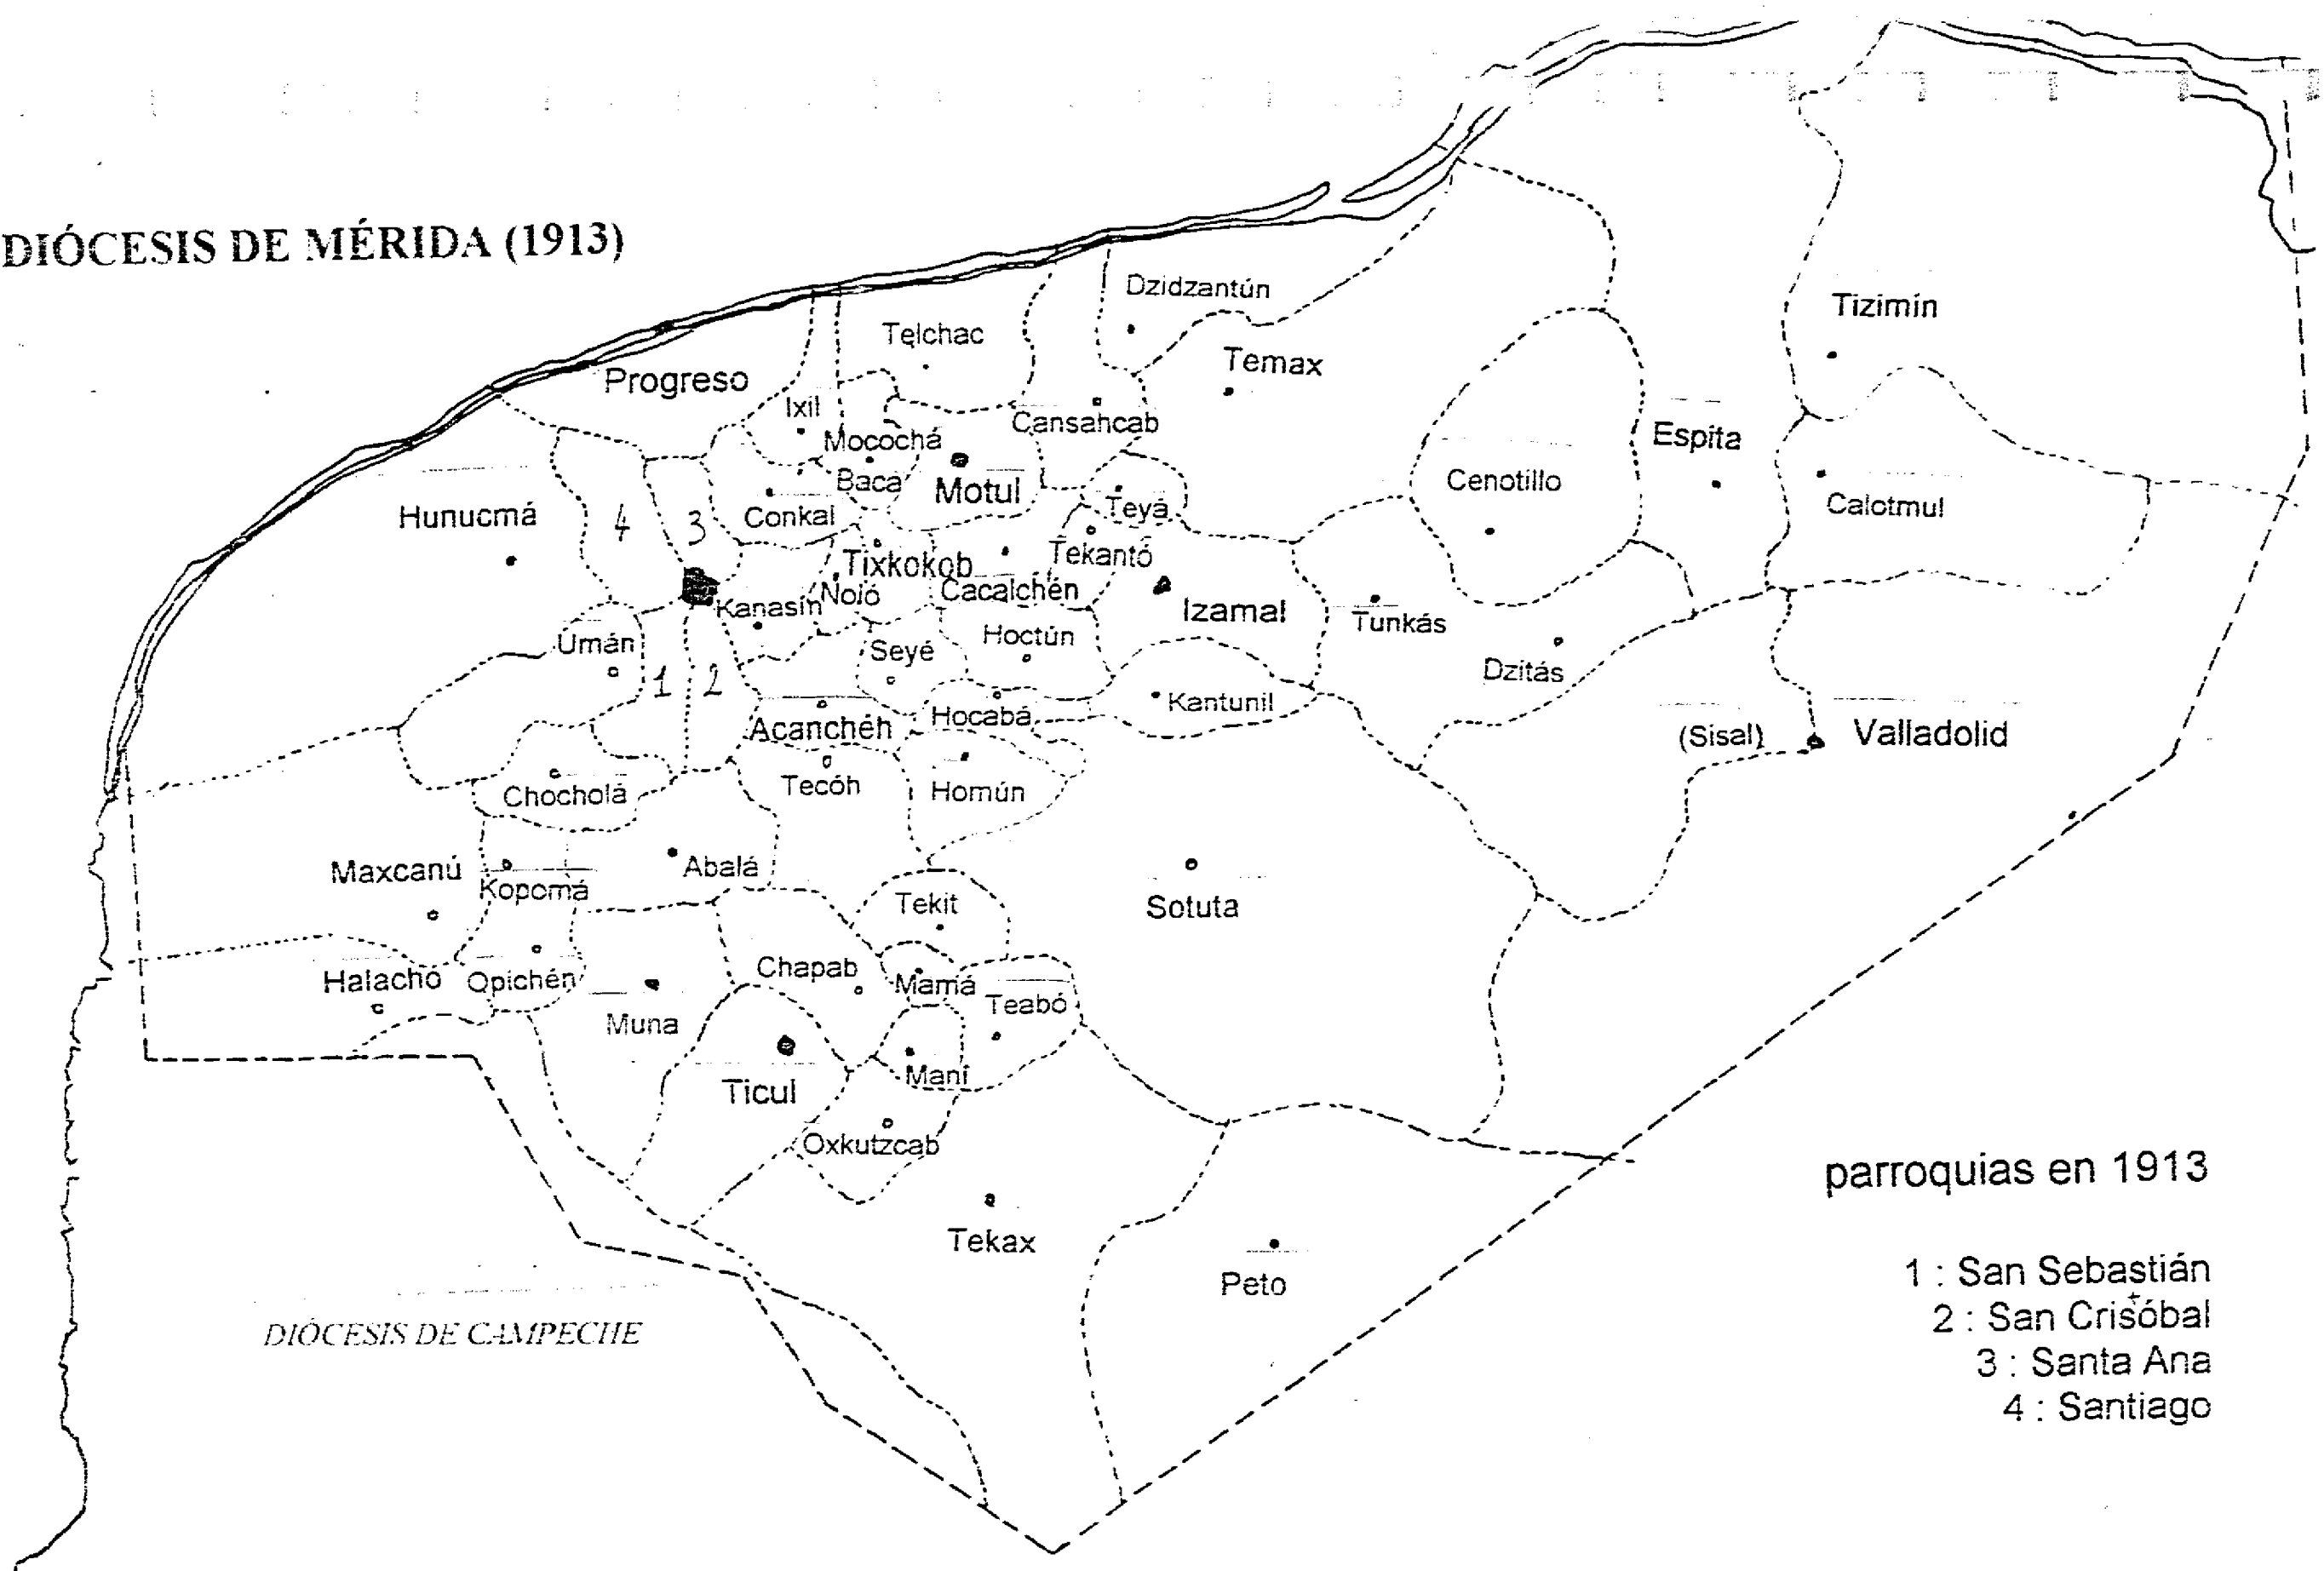 DIÓCESIS DE MÉRIDA (1913)
Dzidzantún
Tizimín
Telchac
Temax
Progreso
Ixil
Cansahcab
Mocochá
Espita
Baca
Motul
Cenotillo
Teyá
Calotmul
Hunucmá
4
3
Conkal
Tixkokob
Tekantó
Noló
Cacalchén
Kanasín
Izamal
Tunkás
Umán
Hoctún
Seyé
1
2
Dzitás
Kantunil
Hocabá
Acanchéh
(Sisal)
Valladolid
Chocholá
Tecóh
Homún
Maxcanú
Abalá
Kopomá
Tekit
Sotuta
Halachó
Opichén
Chapab
Mamá
Teabó
Muna
Maní
Ticul
Oxkutzcab
Tekax
Peto
DIÓCESIS DE CAMPECHE
parroquias en 1913
1 : San Sebastián
2 : San Crisóbal
t
3 : Santa Ana
4 : Santiago